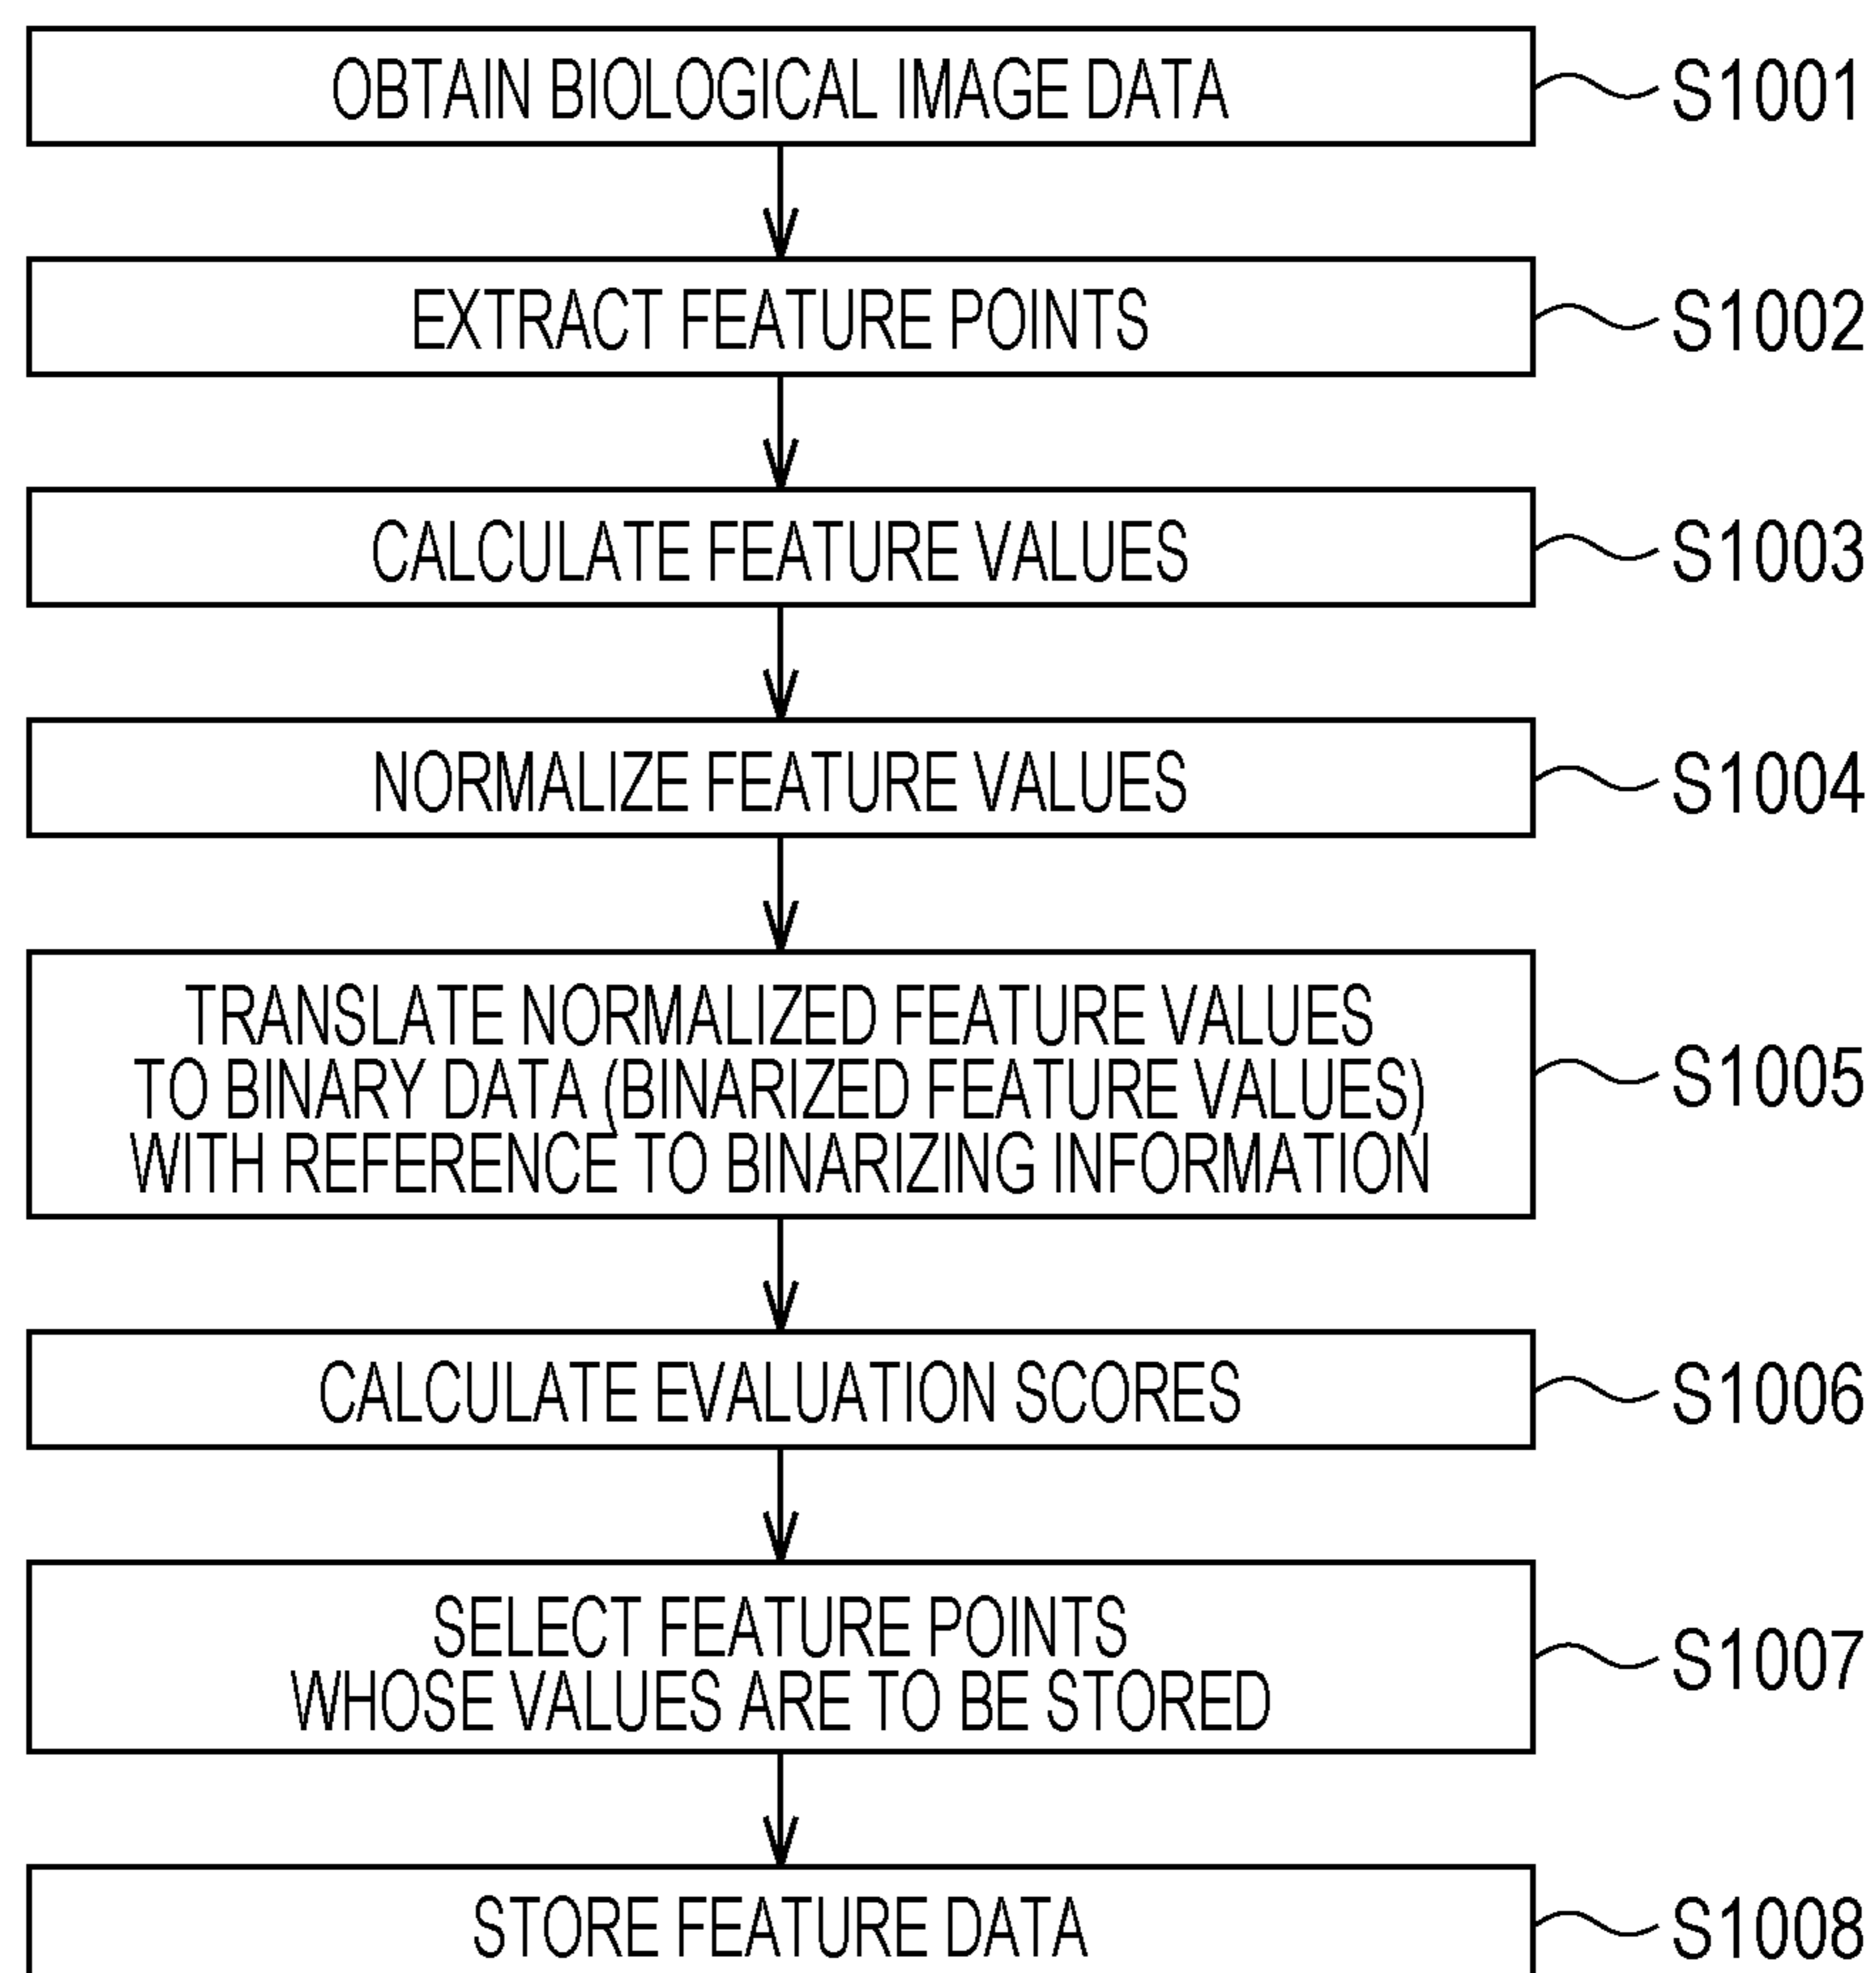 OBTAIN BIOLOGICAL IMAGE DATA
S1001
EXTRACT FEATURE POINTS
S1002
CALCULATE FEATURE VALUES
S1003
NORMALIZE FEATURE VALUES
S1004
TRANSLATE NORMALIZED FEATURE VALUES
TO BINARY DATA (BINARIZED FEATURE VALUES)
WITH REFERENCE TO BINARIZING INFORMATION
S1005
CALCULATE EVALUATION SCORES
S1006
SELECT FEATURE POINTS
WHOSE VALUES ARE TO BE STORED
S1007
STORE FEATURE DATA
S1008